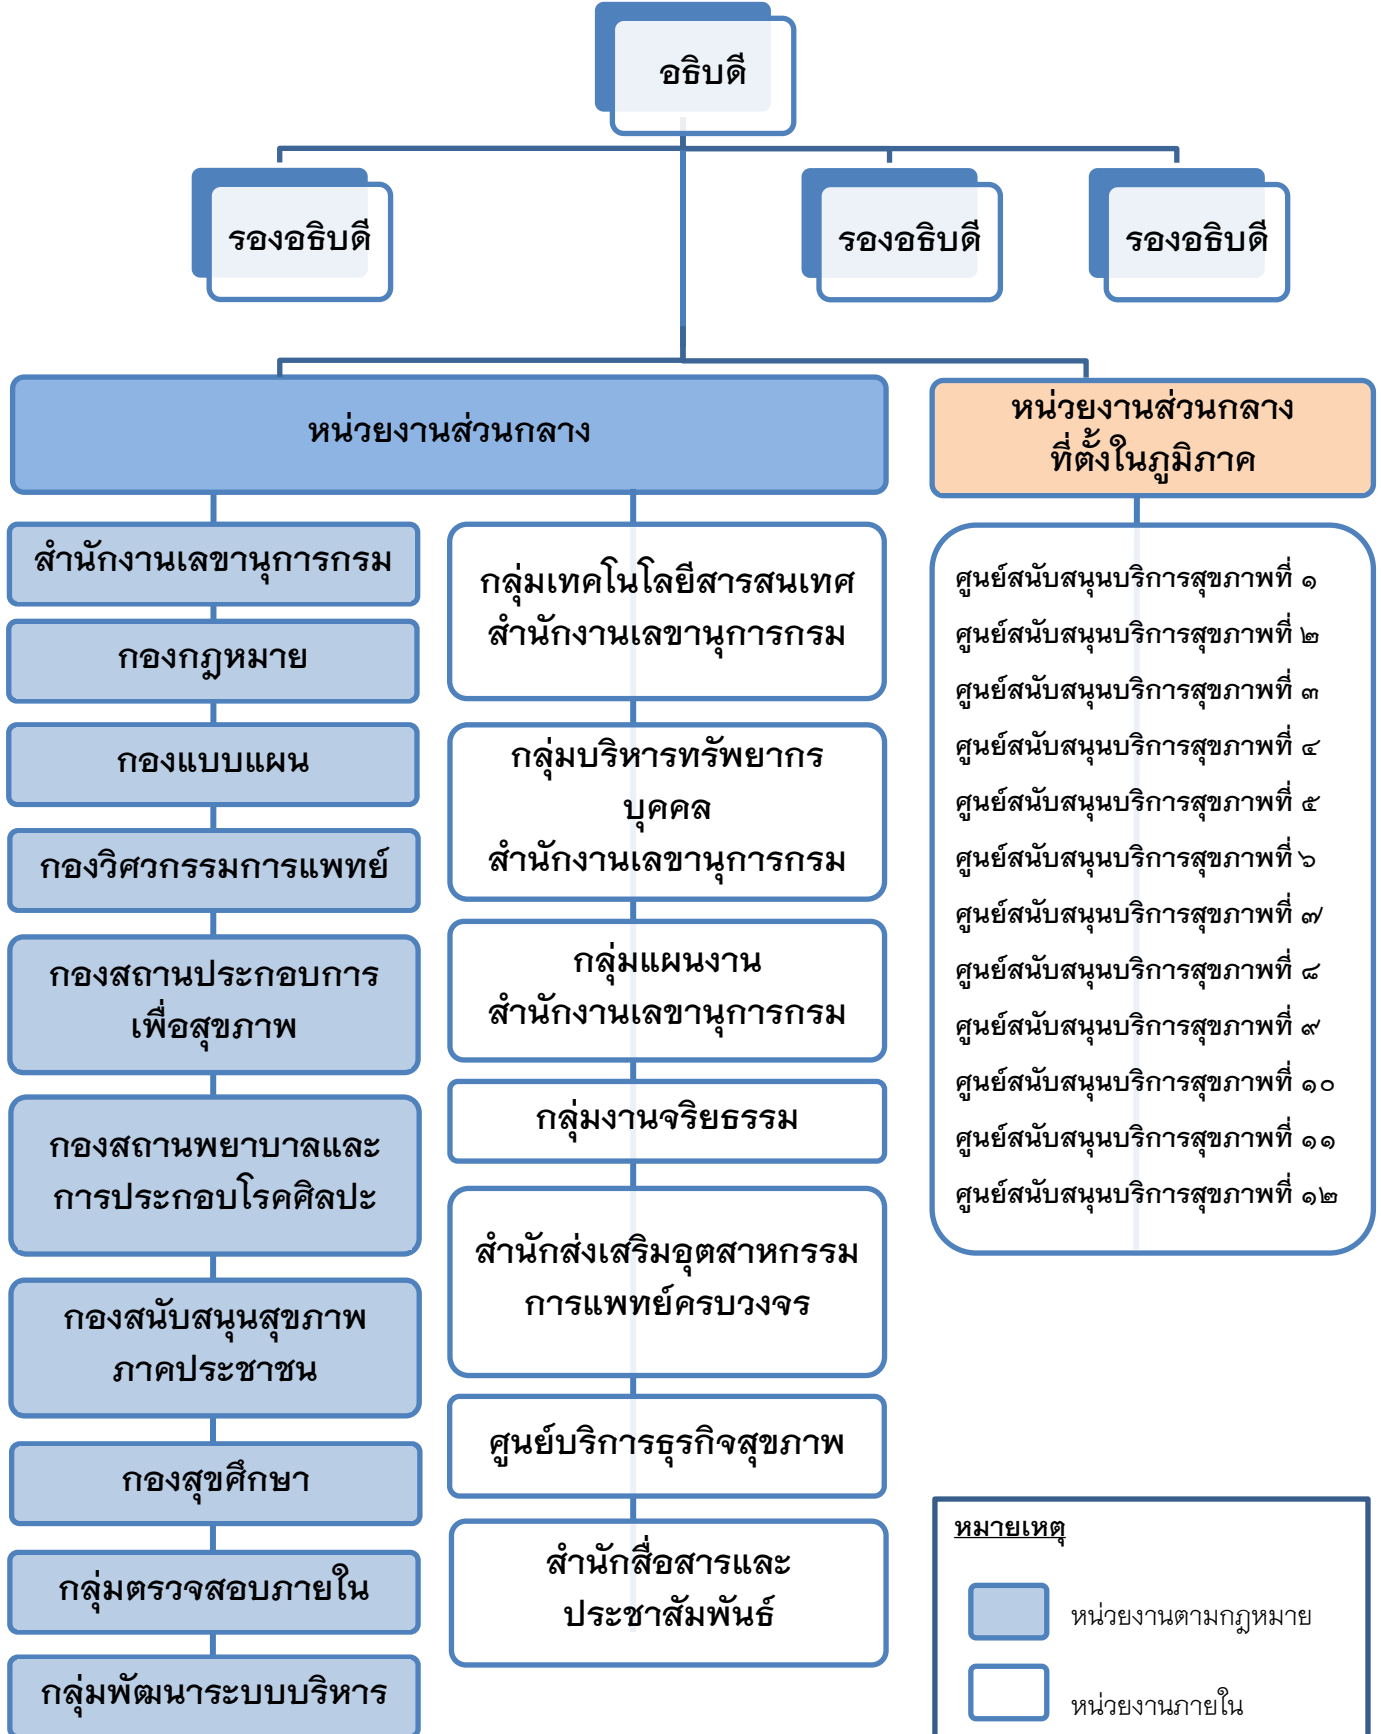 อธิบดี
รองอธิบดี
รองอธิบดี
รองอธิบดี
หน่วยงานส่วนกลาง
หน่วยงานส่วนกลาง
ที่ตั้งในภูมิภาค
สำนักงานเลขานุการกรม
กองกฎหมาย
กองแบบแผน
กองวิศวกรรมการแพทย์
กองสถานประกอบการ
เพื่อสุขภาพ
กองสถานพยาบาลและ
การประกอบโรคศิลปะ
กองสนับสนุนสุขภาพ
ภาคประชาชน
กองสุขศึกษา
กลุ่มตรวจสอบภายใน
กลุ่มพัฒนาระบบบริหาร
กลุ่มเทคโนโลยีสารสนเทศ
สำนักงานเลขานุการกรม
กลุ่มบริหารทรัพยากร
บุคคล
สำนักงานเลขานุการกรม
กลุ่มแผนงาน
สำนักงานเลขานุการกรม
กลุ่มงานจริยธรรม
สำนักส่งเสริมอุตสาหกรรม
การแพทย์ครบวงจร
ศูนย์บริการธุรกิจสุขภาพ
สำนักสื่อสารและ
ประชาสัมพันธ์
ศูนย์สนับสนุนบริการสุขภาพที่ ๑
ศูนย์สนับสนุนบริการสุขภาพที่ ๒
ศูนย์สนับสนุนบริการสุขภาพที่ ๓
ศูนย์สนับสนุนบริการสุขภาพที่ ๔
ศูนย์สนับสนุนบริการสุขภาพที่ ๕
ศูนย์สนับสนุนบริการสุขภาพที่ ๖
ศูนย์สนับสนุนบริการสุขภาพที่ ๗
ศูนย์สนับสนุนบริการสุขภาพที่ ๘
ศูนย์สนับสนุนบริการสุขภาพที่ ๙
ศูนย์สนับสนุนบริการสุขภาพที่ ๑๐
ศูนย์สนับสนุนบริการสุขภาพที่ ๑๑
ศูนย์สนับสนุนบริการสุขภาพที่ ๑๒
หมายเหตุ
หน่วยงานตามกฎหมาย
หน่วยงานภายใน